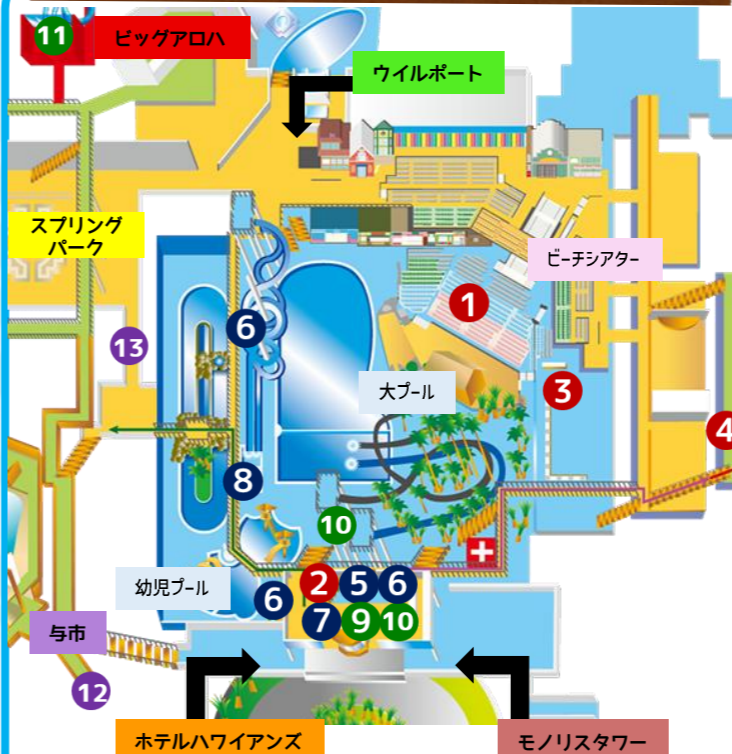 11
ビッグアロハ
ウイルポート
スプリング
パーク
ビーチシアター
1
6
13
大プール
3
4
8
10
幼児プール
6
2
5
6
7
9
10
与市
12
ホテルハワイアンズ
モノリスタワー